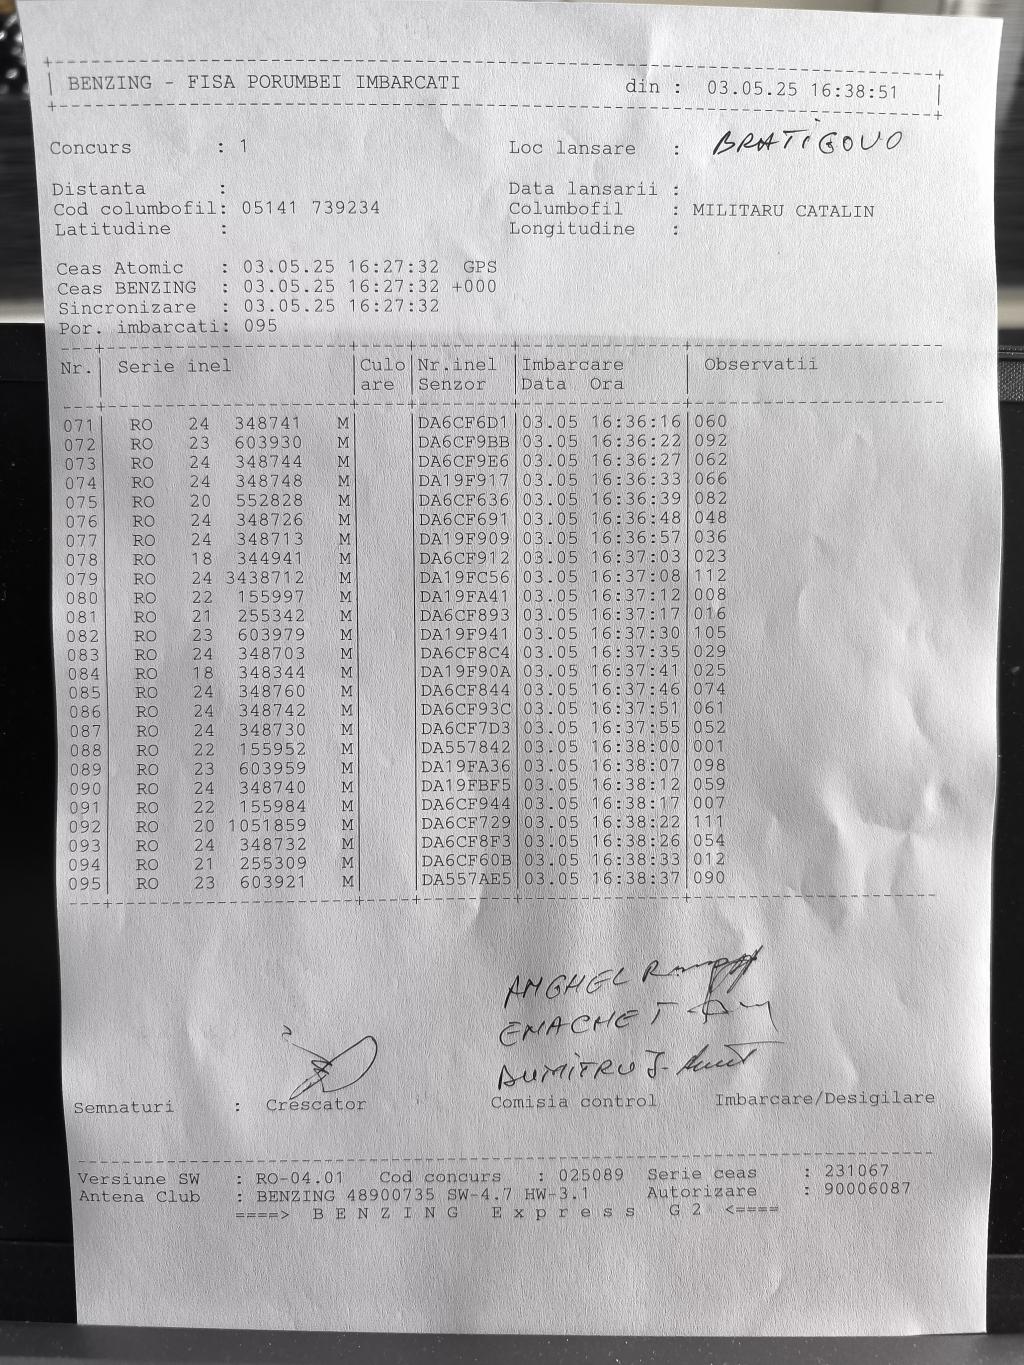 BENZING - FISA PORUMBEI IMBARCATI din : 03.05.25 16:38:51
Concurs : 1 Loc lansare : BRATIGOVO
Distanta : Data lansarii :
Cod columbofil: 05141 739234 Columbofil : MILITARU CATALIN
Latitudine : Longitudine :
Ceas Atomic : 03.05.25 16:27:32 GPS
Ceas BENZING : 03.05.25 16:27:32 +000
Sincronizare : 03.05.25 16:27:32
Por. imbarcati: 095
Nr. Serie inel Culo Nr.inel Imbarcare Observatii
are Senzor Data Ora
071 RO 24 348741 M DA6CF6D1 03.05 16:36:16 060
072 RO 23 603930 M DA6CF9BB 03.05 16:36:22 092
073 RO 24 348744 M DA6CF9E6 03.05 16:36:27 062
074 RO 24 348748 M DA19F917 03.05 16:36:33 066
075 RO 20 552828 M DA6CF636 03.05 16:36:39 082
076 RO 24 348726 M DA6CF691 03.05 16:36:48 048
077 RO 24 348713 M DA19F909 03.05 16:36:57 036
078 RO 18 344941 M DA6CF912 03.05 16:37:03 023
079 RO 24 3438712 M DA19FC56 03.05 16:37:08 112
080 RO 22 155997 M DA19FA41 03.05 16:37:12 008
081 RO 21 255342 M DA6CF893 03.05 16:37:17 016
082 RO 23 603979 M DA19F941 03.05 16:37:30 105
083 RO 24 348703 M DA6CF8C4 03.05 16:37:35 029
084 RO 18 348344 M DA19F90A 03.05 16:37:41 025
085 RO 24 348760 M DA6CF844 03.05 16:37:46 074
086 RO 24 348742 M DA6CF93C 03.05 16:37:51 061
087 RO 24 348730 M DA6CF7D3 03.05 16:37:55 052
088 RO 22 155952 M DA557842 03.05 16:38:00 001
089 RO 23 603959 M DA19FA36 03.05 16:38:07 098
090 RO 24 348740 M DA19FBF5 03.05 16:38:12 059
091 RO 22 155984 M DA6CF944 03.05 16:38:17 007
092 RO 20 1051859 M DA6CF729 03.05 16:38:22 111
093 RO 24 348732 M DA6CF8F3 03.05 16:38:26 054
094 RO 21 255309 M DA6CF60B 03.05 16:38:33 012
095 RO 23 603921 M DA557AE5 03.05 16:38:37 090
ANGHEL
ENACHE T
DUMITRU J.
Semnaturi : Crescator Comisia control Imbarcare/Desigilare
Versiune SW : RO-04.01 Cod concurs : 025089 Serie ceas : 231067
Antena Club : BENZING 48900735 SW-4.7 HW-3.1 Autorizare : 90006087
====> B E N Z I N G E x p r e s s G 2 <====